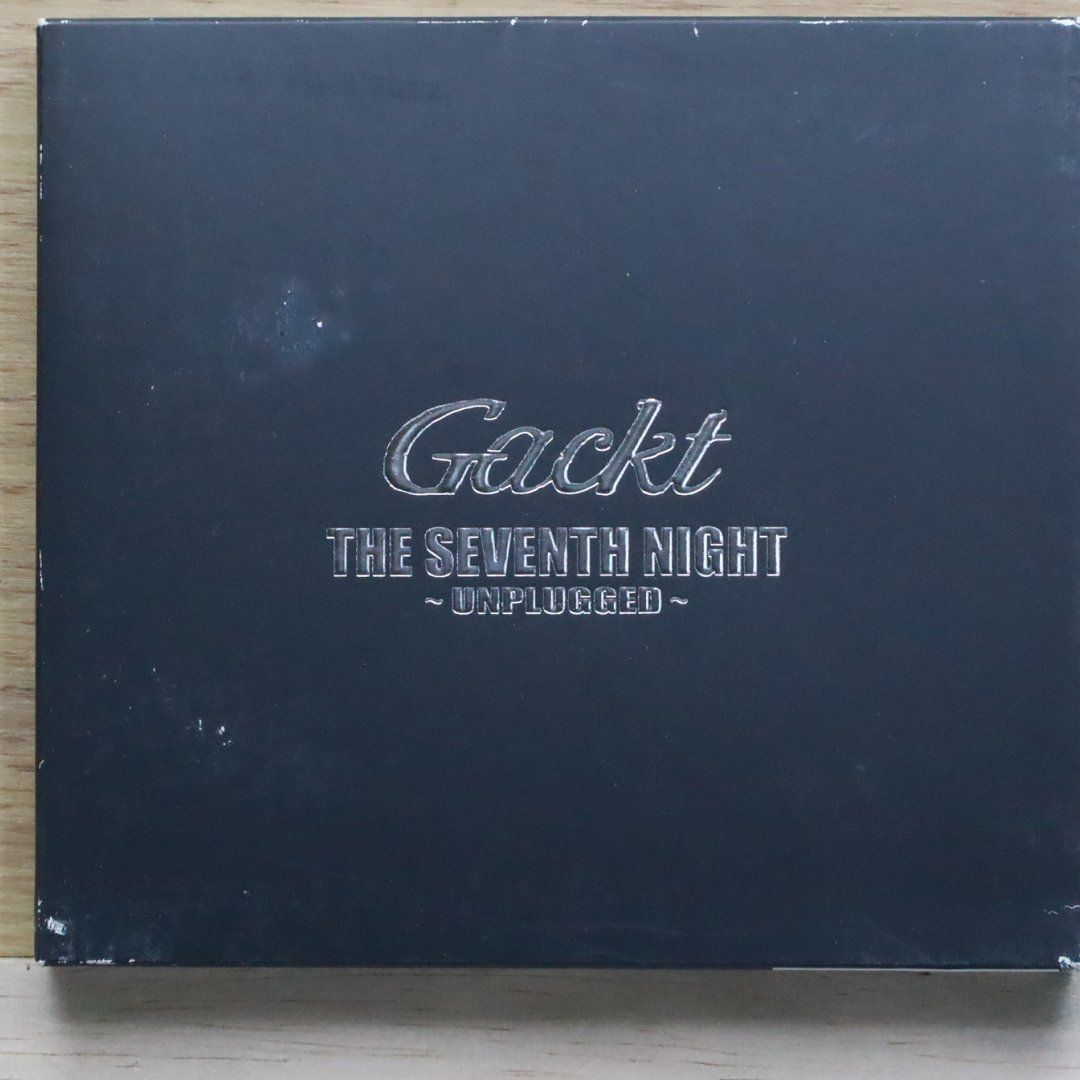 Gackt
THE SEVENTH NIGHT
~ UNPLUGGED ~